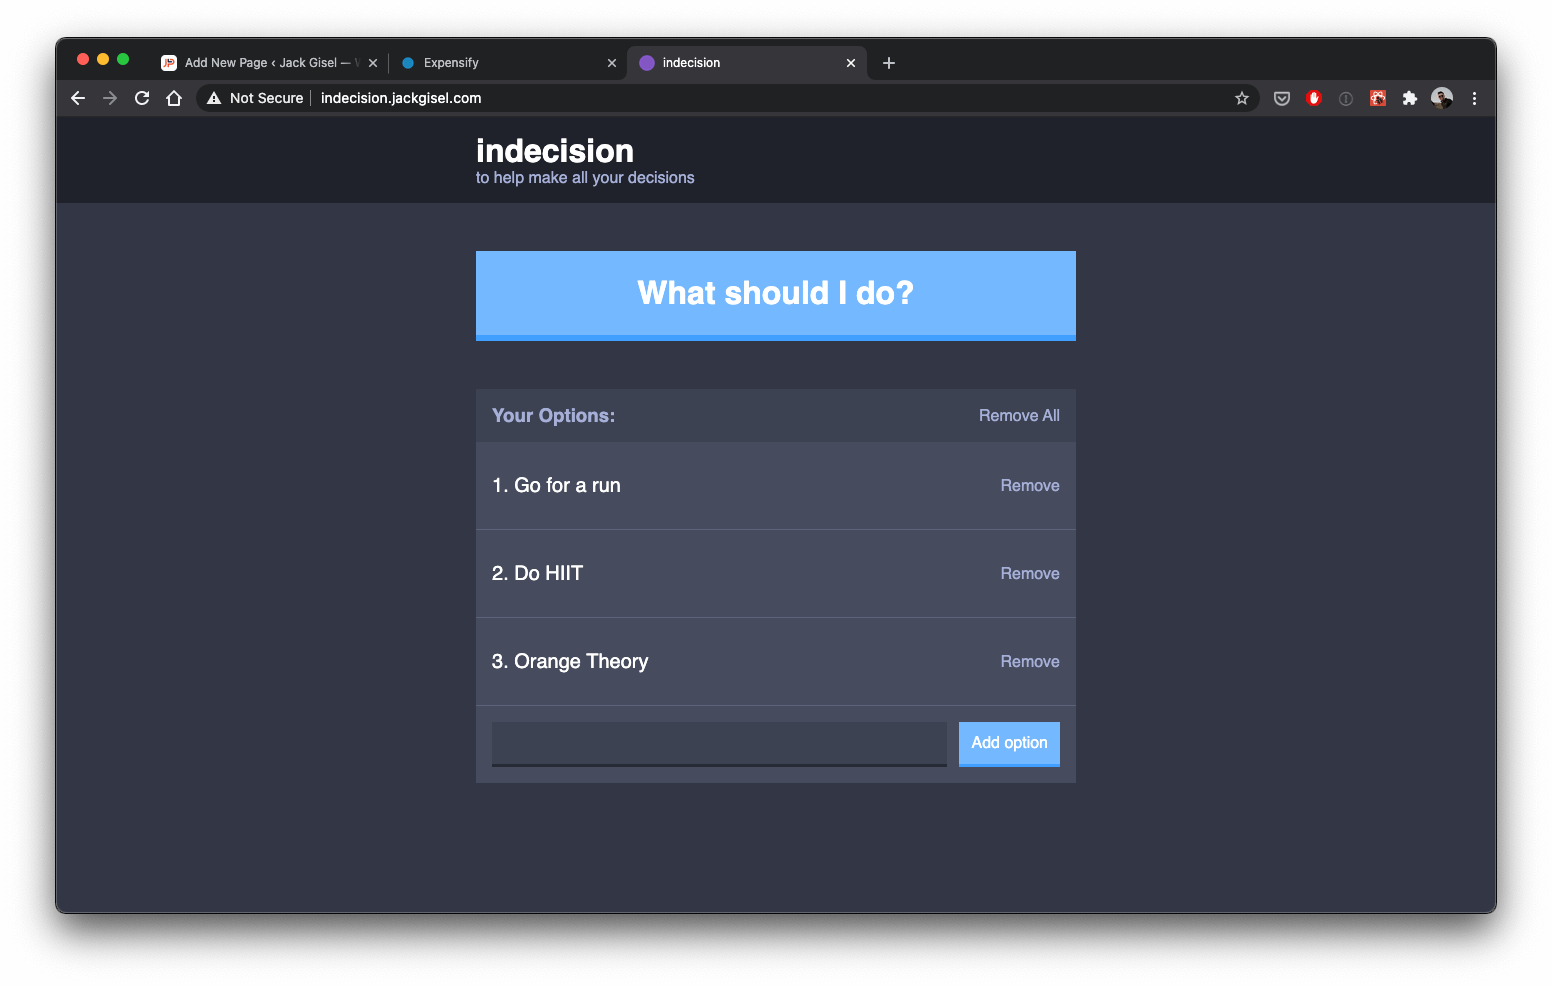 Add New Page ‹ Jack Gisel —
Expensify
indecision
Not Secure
indecision.jackgisel.com
indecision
to help make all your decisions
What should I do?
Your Options:
Remove All
1. Go for a run
Remove
2. Do HIIT
Remove
3. Orange Theory
Remove
Add option